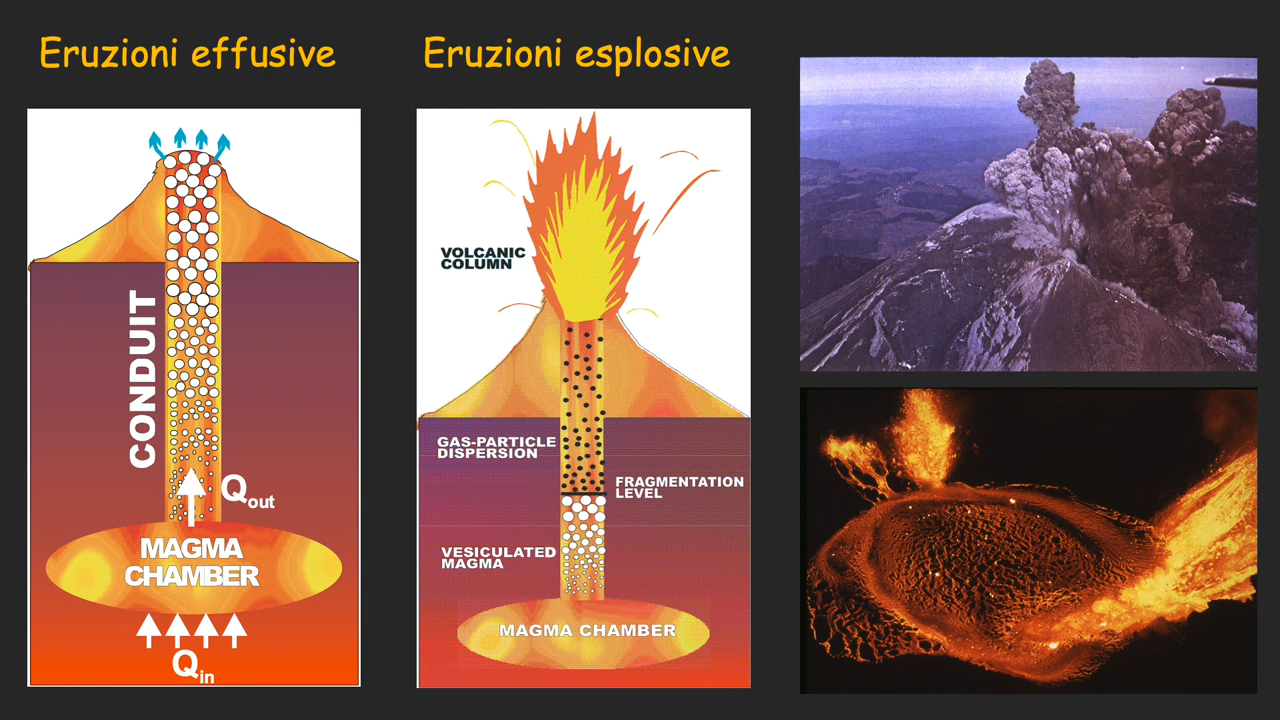 Eruzioni effusive
CONDUIT
Qout
MAGMA
CHAMBER
Qin
Eruzioni esplosive
VOLCANIC
COLUMN
GAS-PARTICLE
DISPERSION
FRAGMENTATION
LEVEL
VESICULATED
MAGMA
MAGMA CHAMBER